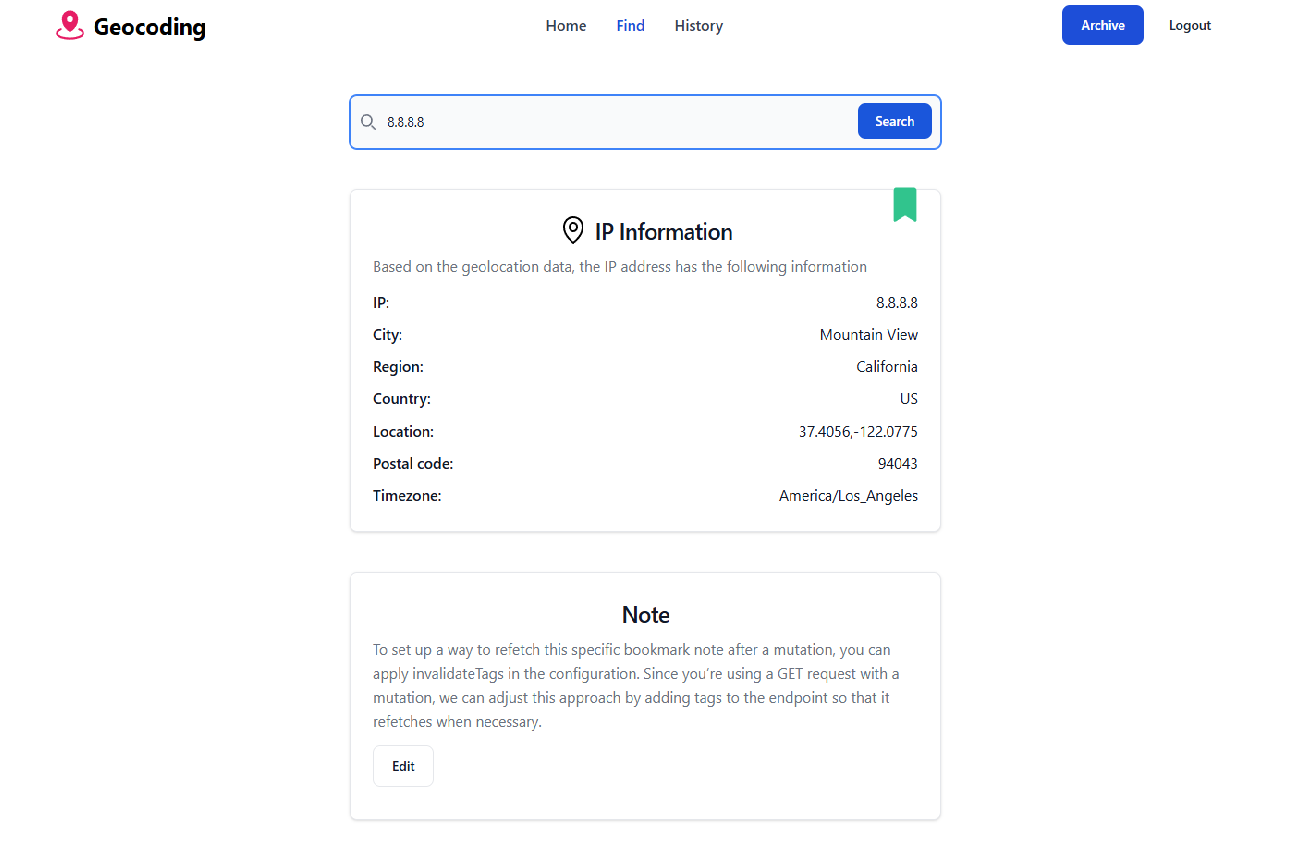 Geocoding
Home Find History
Archive Logout
8.8.8.8 Search
IP Information
Based on the geolocation data, the IP address has the following information
IP: 8.8.8.8
City: Mountain View
Region: California
Country: US
Location: 37.4056,-122.0775
Postal code: 94043
Timezone: America/Los_Angeles
Note
To set up a way to refetch this specific bookmark note after a mutation, you can
apply invalidateTags in the configuration. Since you’re using a GET request with a
mutation, we can adjust this approach by adding tags to the endpoint so that it
refetches when necessary.
Edit